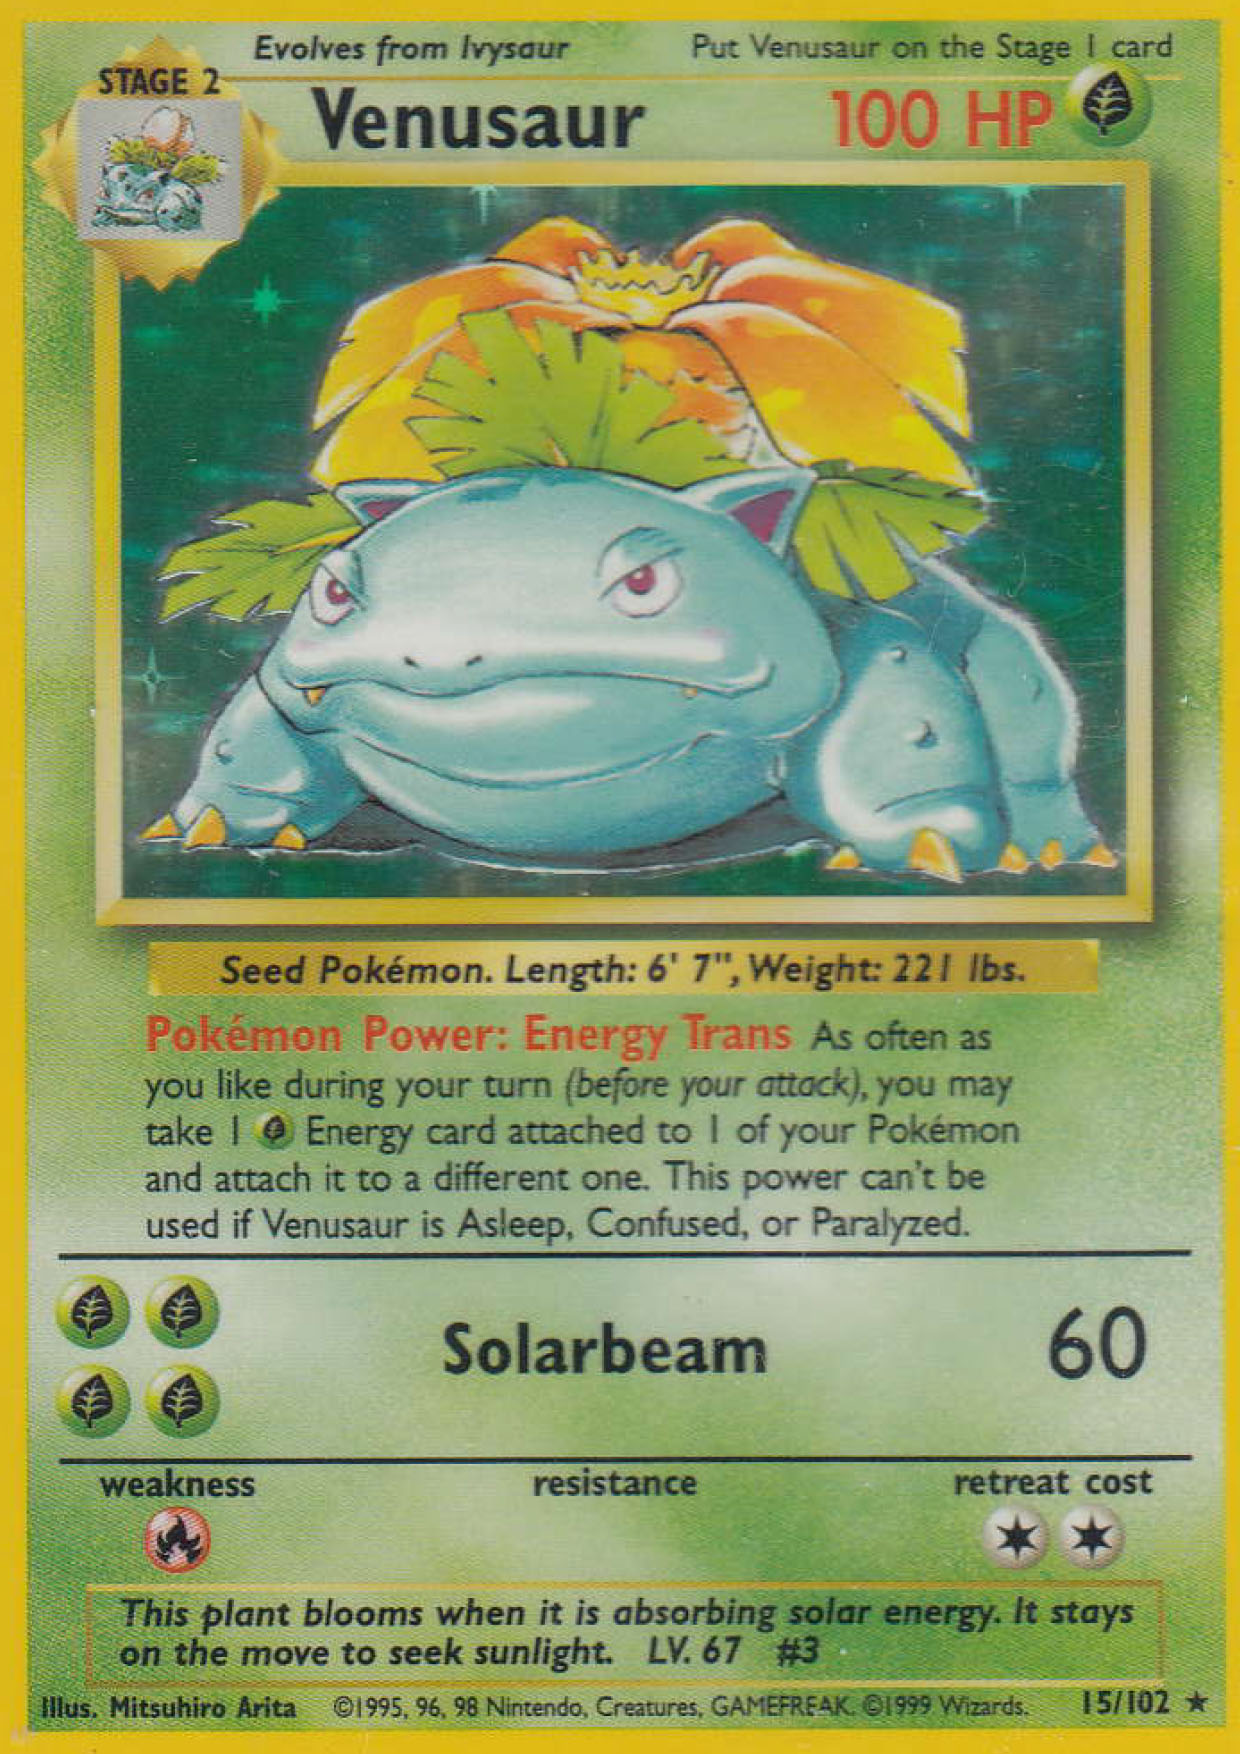 Evolves from Ivysaur Put Venusaur on the Stage 1 card
STAGE 2
Venusaur 100 HP
Seed Pokémon. Length: 6' 7", Weight: 221 lbs.
Pokémon Power: Energy Trans As often as
you like during your turn (before your attack), you may
take 1 Energy card attached to 1 of your Pokémon
and attach it to a different one. This power can't be
used if Venusaur is Asleep, Confused, or Paralyzed.
Solarbeam 60
weakness resistance retreat cost
This plant blooms when it is absorbing solar energy. It stays
on the move to seek sunlight. LV. 67 #3
Illus. Mitsuhiro Arita ©1995, 96, 98 Nintendo, Creatures, GAMEFREAK. ©1999 Wizards. 15/102 ★